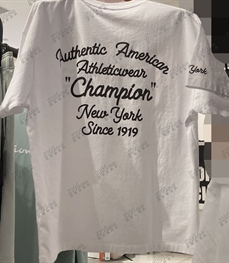 Authentic American
Athleticwear
"Champion"
New York
Since 1919
York